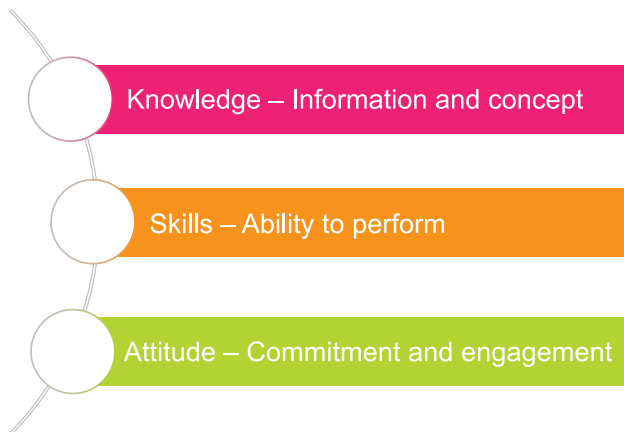 Knowledge – Information and concept
Skills – Ability to perform
Attitude – Commitment and engagement